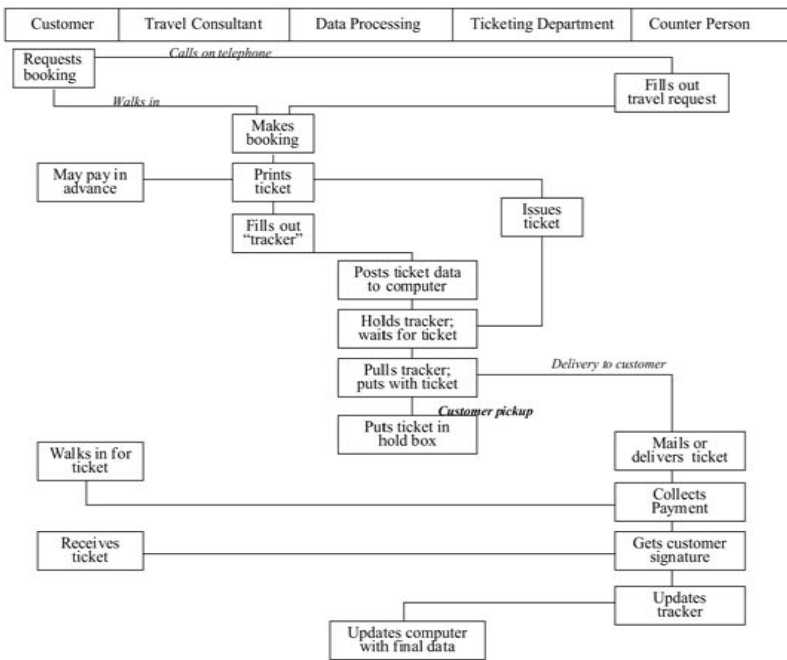 Customer
Travel Consultant
Data Processing
Ticketing Department
Counter Person
Calls on telephone
Requests
booking
Fills out
travel request
Walks in
Makes
booking
May pay in
advance
Prints
ticket
Issues
ticket
Fills out
“tracker”
Posts ticket data
to computer
Holds tracker;
waits for ticket
Pulls tracker;
puts with ticket
Delivery to customer
Customer pickup
Puts ticket in
hold box
Mails or
delivers ticket
Walks in for
ticket
Collects
Payment
Receives
ticket
Gets customer
signature
Updates
tracker
Updates computer
with final data